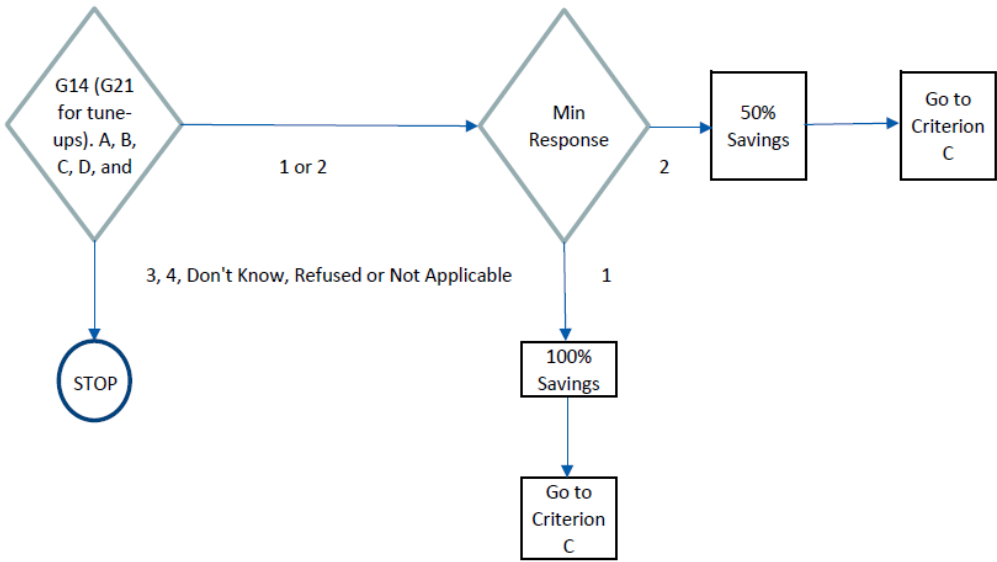 G14 (G21
for tune-
ups). A, B,
C, D, and
1 or 2
Min
Response
2
50%
Savings
Go to
Criterion
C
3, 4, Don't Know, Refused or Not Applicable
1
STOP
100%
Savings
Go to
Criterion
C